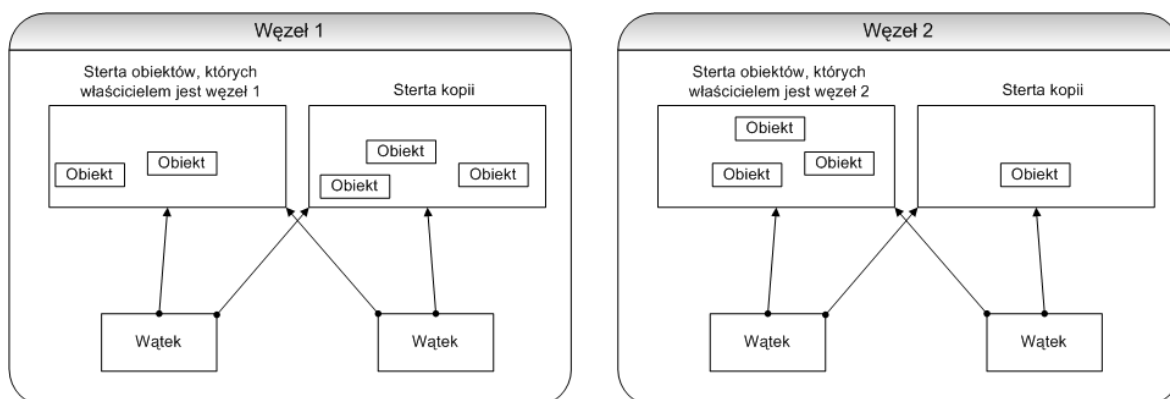 Węzeł 1
Sterta obiektów, których
właścicielem jest węzeł 1
Sterta kopii
Obiekt
Obiekt
Obiekt
Obiekt
Obiekt
Wątek
Wątek
Węzeł 2
Sterta obiektów, których
właścicielem jest węzeł 2
Sterta kopii
Obiekt
Obiekt
Obiekt
Obiekt
Wątek
Wątek